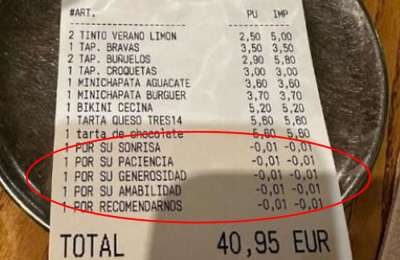 #ART. PU IMP
2 TINTO VERANO LIMON 2,50 5,00
1 TAP. BRAVAS 3,50 3,50
2 TAP. BUÑUELOS 2,90 5,80
1 TAP. CROQUETAS 3,00 3,00
1 MINICHAPATA AGUACATE 3,60 3,60
1 MINICHAPATA BURGUER 3,70 3,70
1 BIKINI CECINA 5,20 5,20
1 TARTA QUESO TRES14 5,60 5,60
1 tarta de chocolate 5,60 5,60
1 POR SU SONRISA -0,01 -0,01
1 POR SU PACIENCIA -0,01 -0,01
1 POR SU GENEROSIDAD -0,01 -0,01
1 POR SU AMABILIDAD -0,01 -0,01
1 POR RECOMENDARNOS -0,01 -0,01
TOTAL 40,95 EUR